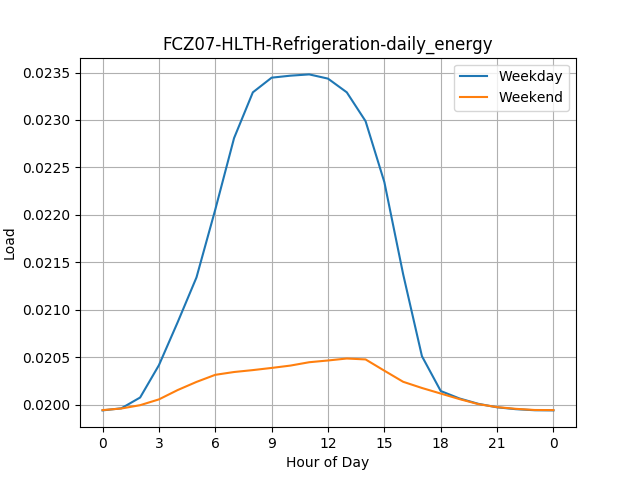 FCZ07-HLTH-Refrigeration-daily_energy
Weekday
Weekend
0.0235
0.0230
0.0225
0.0220
0.0215
0.0210
0.0205
0.0200
Load
0 3 6 9 12 15 18 21 0
Hour of Day